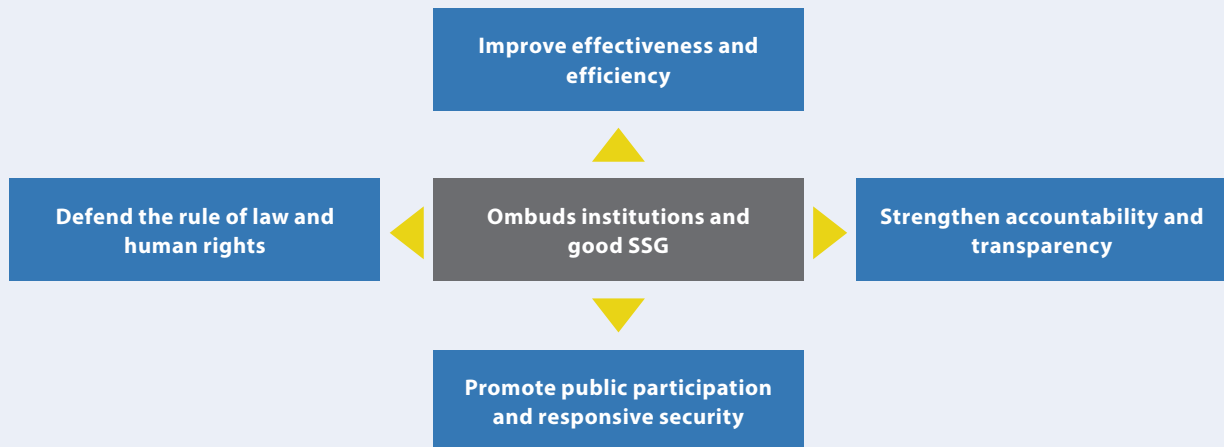 Improve effectiveness and
efficiency
Defend the rule of law and
human rights
Ombuds institutions and
good SSG
Strengthen accountability and
transparency
Promote public participation
and responsive security